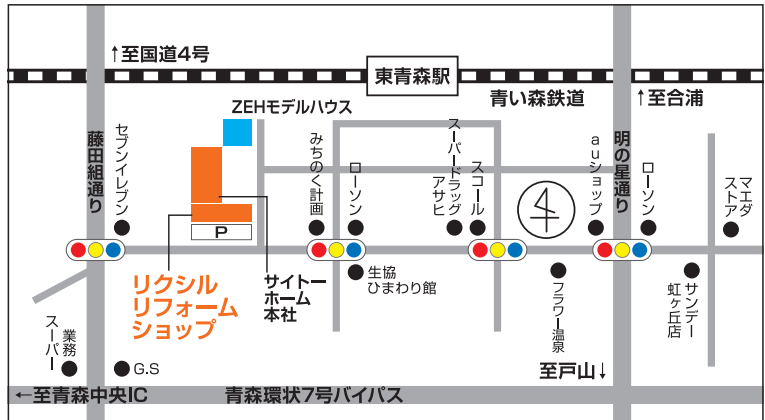 ↑至国道4号
東青森駅
青い森鉄道
↑至合浦
ZEHモデルハウス
藤田組通り
セブンイレブン
みちのく計画
ローソン
スーパードラッグ
アサヒ
スコール
auショップ
明の星通り
ローソン
マエダ
ストア
P
リクシル
リフォーム
ショップ
サイトー
ホーム
本社
生協
ひまわり館
フラワー温泉
サンデー
虹ヶ丘店
業務
スーパー
G.S
至戸山↓
←至青森中央IC
青森環状7号バイパス